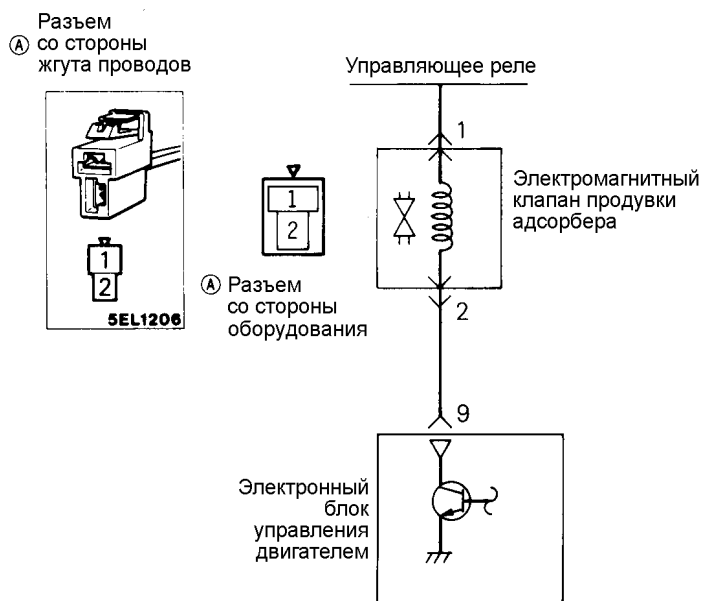 Разъем
Ⓐ со стороны
жгута проводов
1
2
5EL1206
1
2
Ⓐ Разъем
со стороны
оборудования
Управляющее реле
1
Электромагнитный
клапан продувки
адсорбера
2
9
Электронный
блок
управления
двигателем